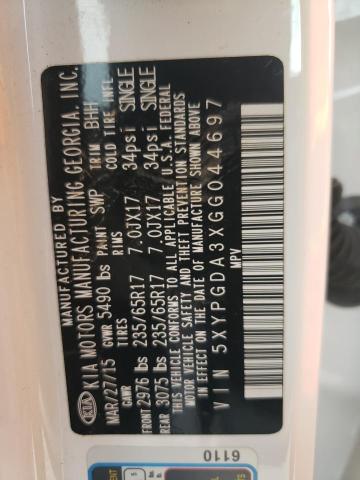 MANUFACTURED BY
KIA KIA MOTORS MANUFACTURING GEORGIA, INC.
MAR/27/15 GVWR 5490 lbs PAINT SWP TRIM BHH
GAWR TIRES RIMS COLD TIRE INFL.
FRONT 2976 lbs 235/65R17 7.0JX17 34psi SINGLE
REAR 3075 lbs 235/65R17 7.0JX17 34psi SINGLE
THIS VEHICLE CONFORMS TO ALL APPLICABLE U.S.A. FEDERAL
MOTOR VEHICLE SAFETY AND THEFT PREVENTION STANDARDS
IN EFFECT ON THE DATE OF MANUFACTURE SHOWN ABOVE
VIN 5XYPGDA3XGG044697
MPV
6110